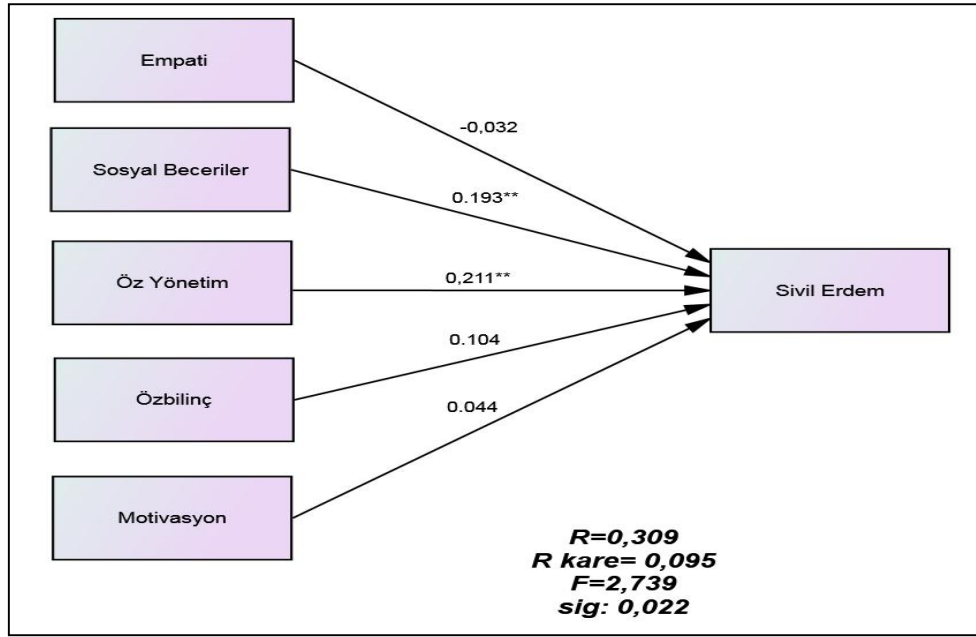 Empati
-0,032
Sosyal Beceriler
0.193**
Öz Yönetim
0,211**
Sivil Erdem
Özbilinç
0.104
0.044
Motivasyon
R=0,309
R kare= 0,095
F=2,739
sig: 0,022